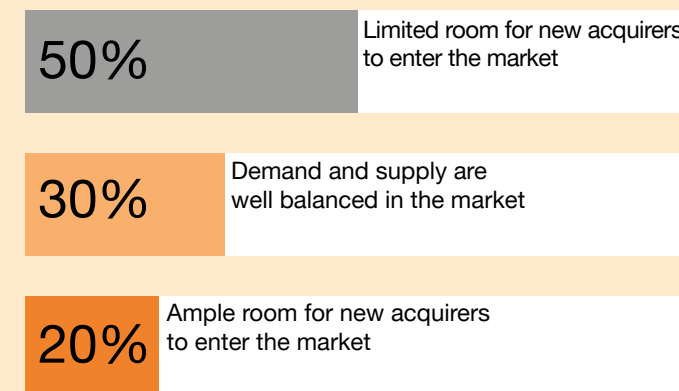 50%
Limited room for new acquirers
to enter the market
30%
Demand and supply are
well balanced in the market
20%
Ample room for new acquirers
to enter the market